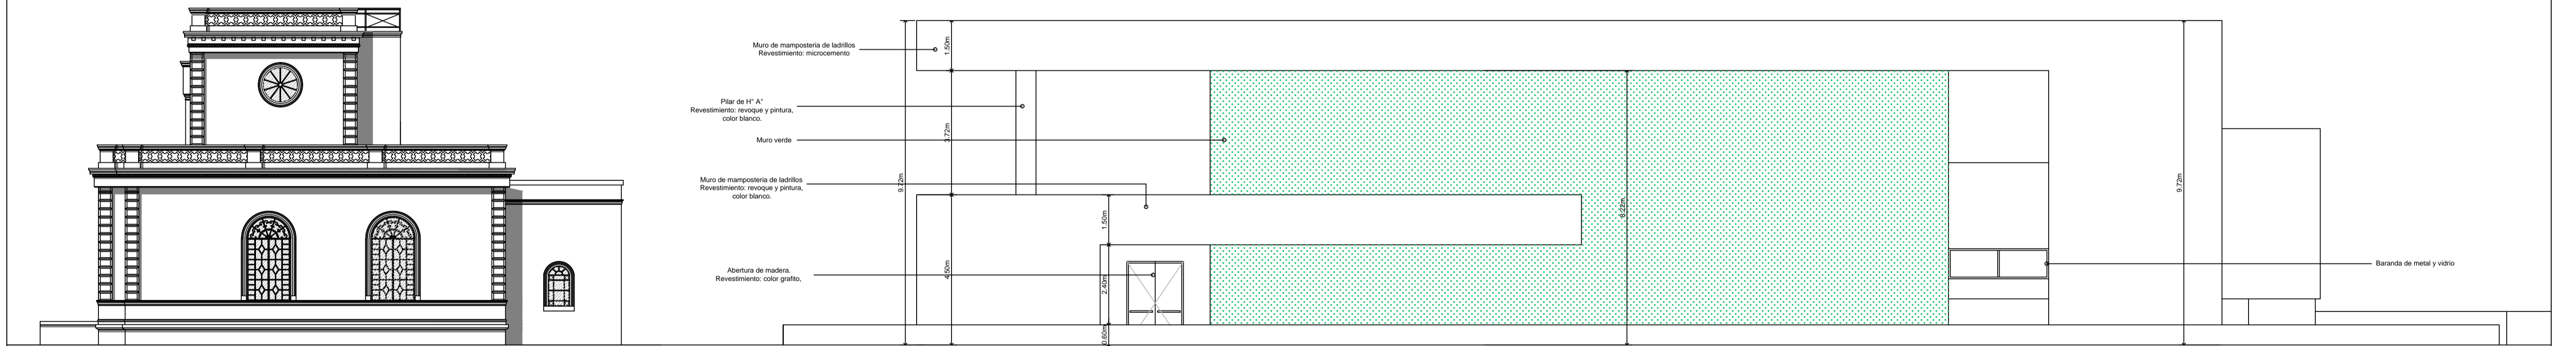 Muro de mamposteria de ladrillos
Revestimiento: microcemento
Pilar de H° A°
Revestimiento: revoque y pintura,
color blanco.
Muro verde
Muro de mamposteria de ladrillos
Revestimiento: revoque y pintura,
color blanco.
Abertura de madera.
Revestimiento: color grafito,
9.72m
1.50m
3.72m
4.50m
1.50m
2.40m
0.60m
8.22m
9.72m
Baranda de metal y vidrio